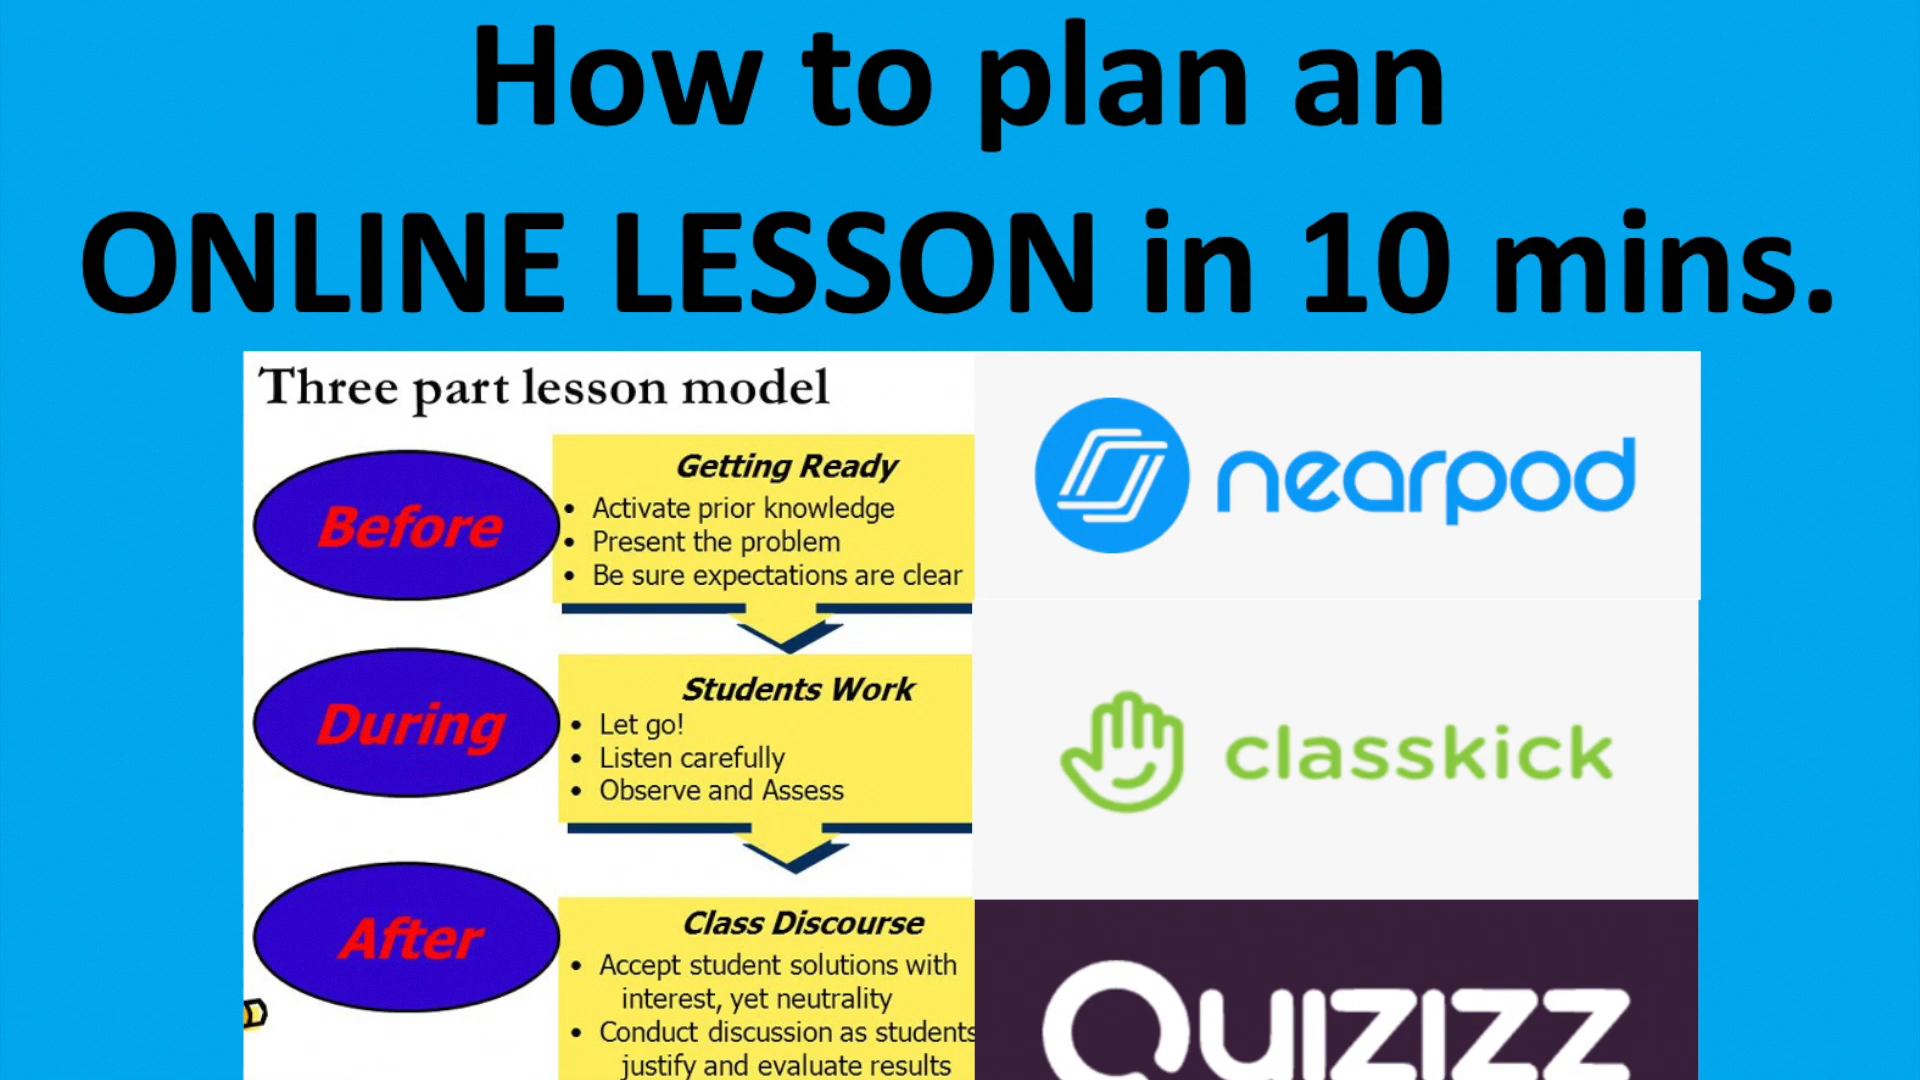 How to plan an
ONLINE LESSON in 10 mins.
Three part lesson model
Before
Getting Ready
• Activate prior knowledge
• Present the problem
• Be sure expectations are clear
During
Students Work
• Let go!
• Listen carefully
• Observe and Assess
After
Class Discourse
• Accept student solutions with
interest, yet neutrality
• Conduct discussion as students
justify and evaluate results
nearpod
classkick
Quizizz